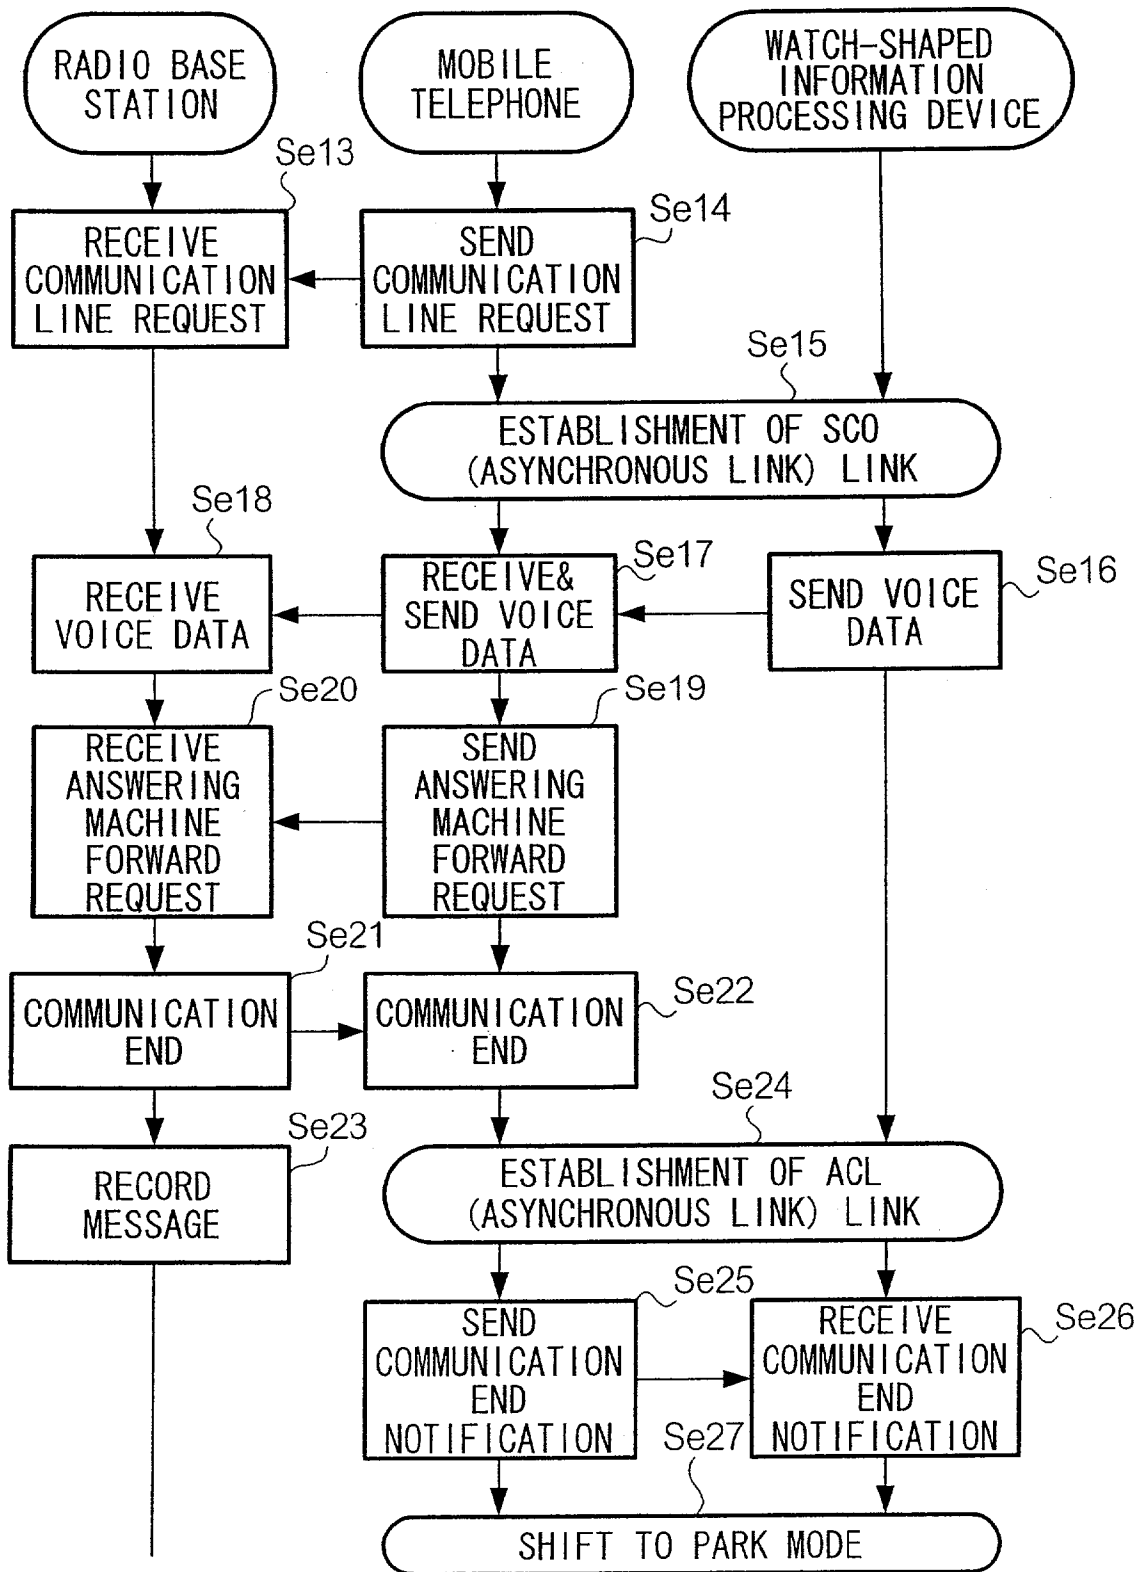 RADIO BASE
STATION
MOBILE
TELEPHONE
WATCH-SHAPED
INFORMATION
PROCESSING DEVICE
Se13
RECEIVE
COMMUNICATION
LINE REQUEST
Se14
SEND
COMMUNICATION
LINE REQUEST
Se15
ESTABLISHMENT OF SCO
(ASYNCHRONOUS LINK) LINK
Se18
RECEIVE
VOICE DATA
Se17
RECEIVE&
SEND VOICE
DATA
Se16
SEND VOICE
DATA
Se20
RECEIVE
ANSWERING
MACHINE
FORWARD
REQUEST
Se19
SEND
ANSWERING
MACHINE
FORWARD
REQUEST
Se21
COMMUNICATION
END
Se22
COMMUNICATION
END
Se23
RECORD
MESSAGE
Se24
ESTABLISHMENT OF ACL
(ASYNCHRONOUS LINK) LINK
Se25
SEND
COMMUNICATION
END
NOTIFICATION
Se26
RECEIVE
COMMUNICATION
END
NOTIFICATION
Se27
SHIFT TO PARK MODE